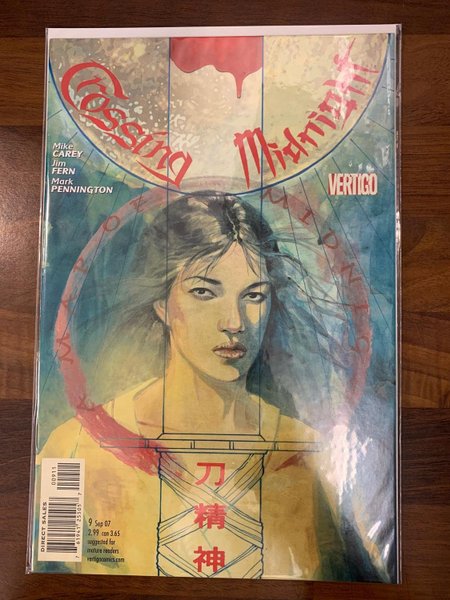 Crossing Midnight
Mike
CAREY
Jim
FERN
Mark
PENNINGTON
VERTIGO
刀
精
神
00911
DIRECT SALES
9 Sep 07
2.99 can 3.65
suggested for
mature readers
vertigocomics.com